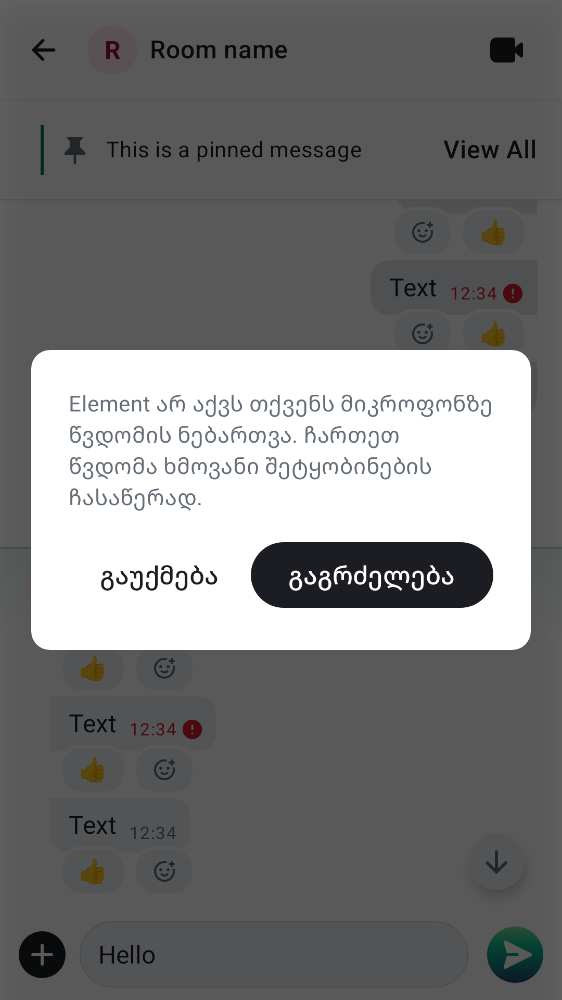 R Room name
This is a pinned message View All
Text 12:34
Element არ აქვს თქვენს მიკროფონზე
წვდომის ნებართვა. ჩართეთ
წვდომა ხმოვანი შეტყობინების
ჩასაწერად.
გაუქმება გაგრძელება
Text 12:34
Text 12:34
Hello